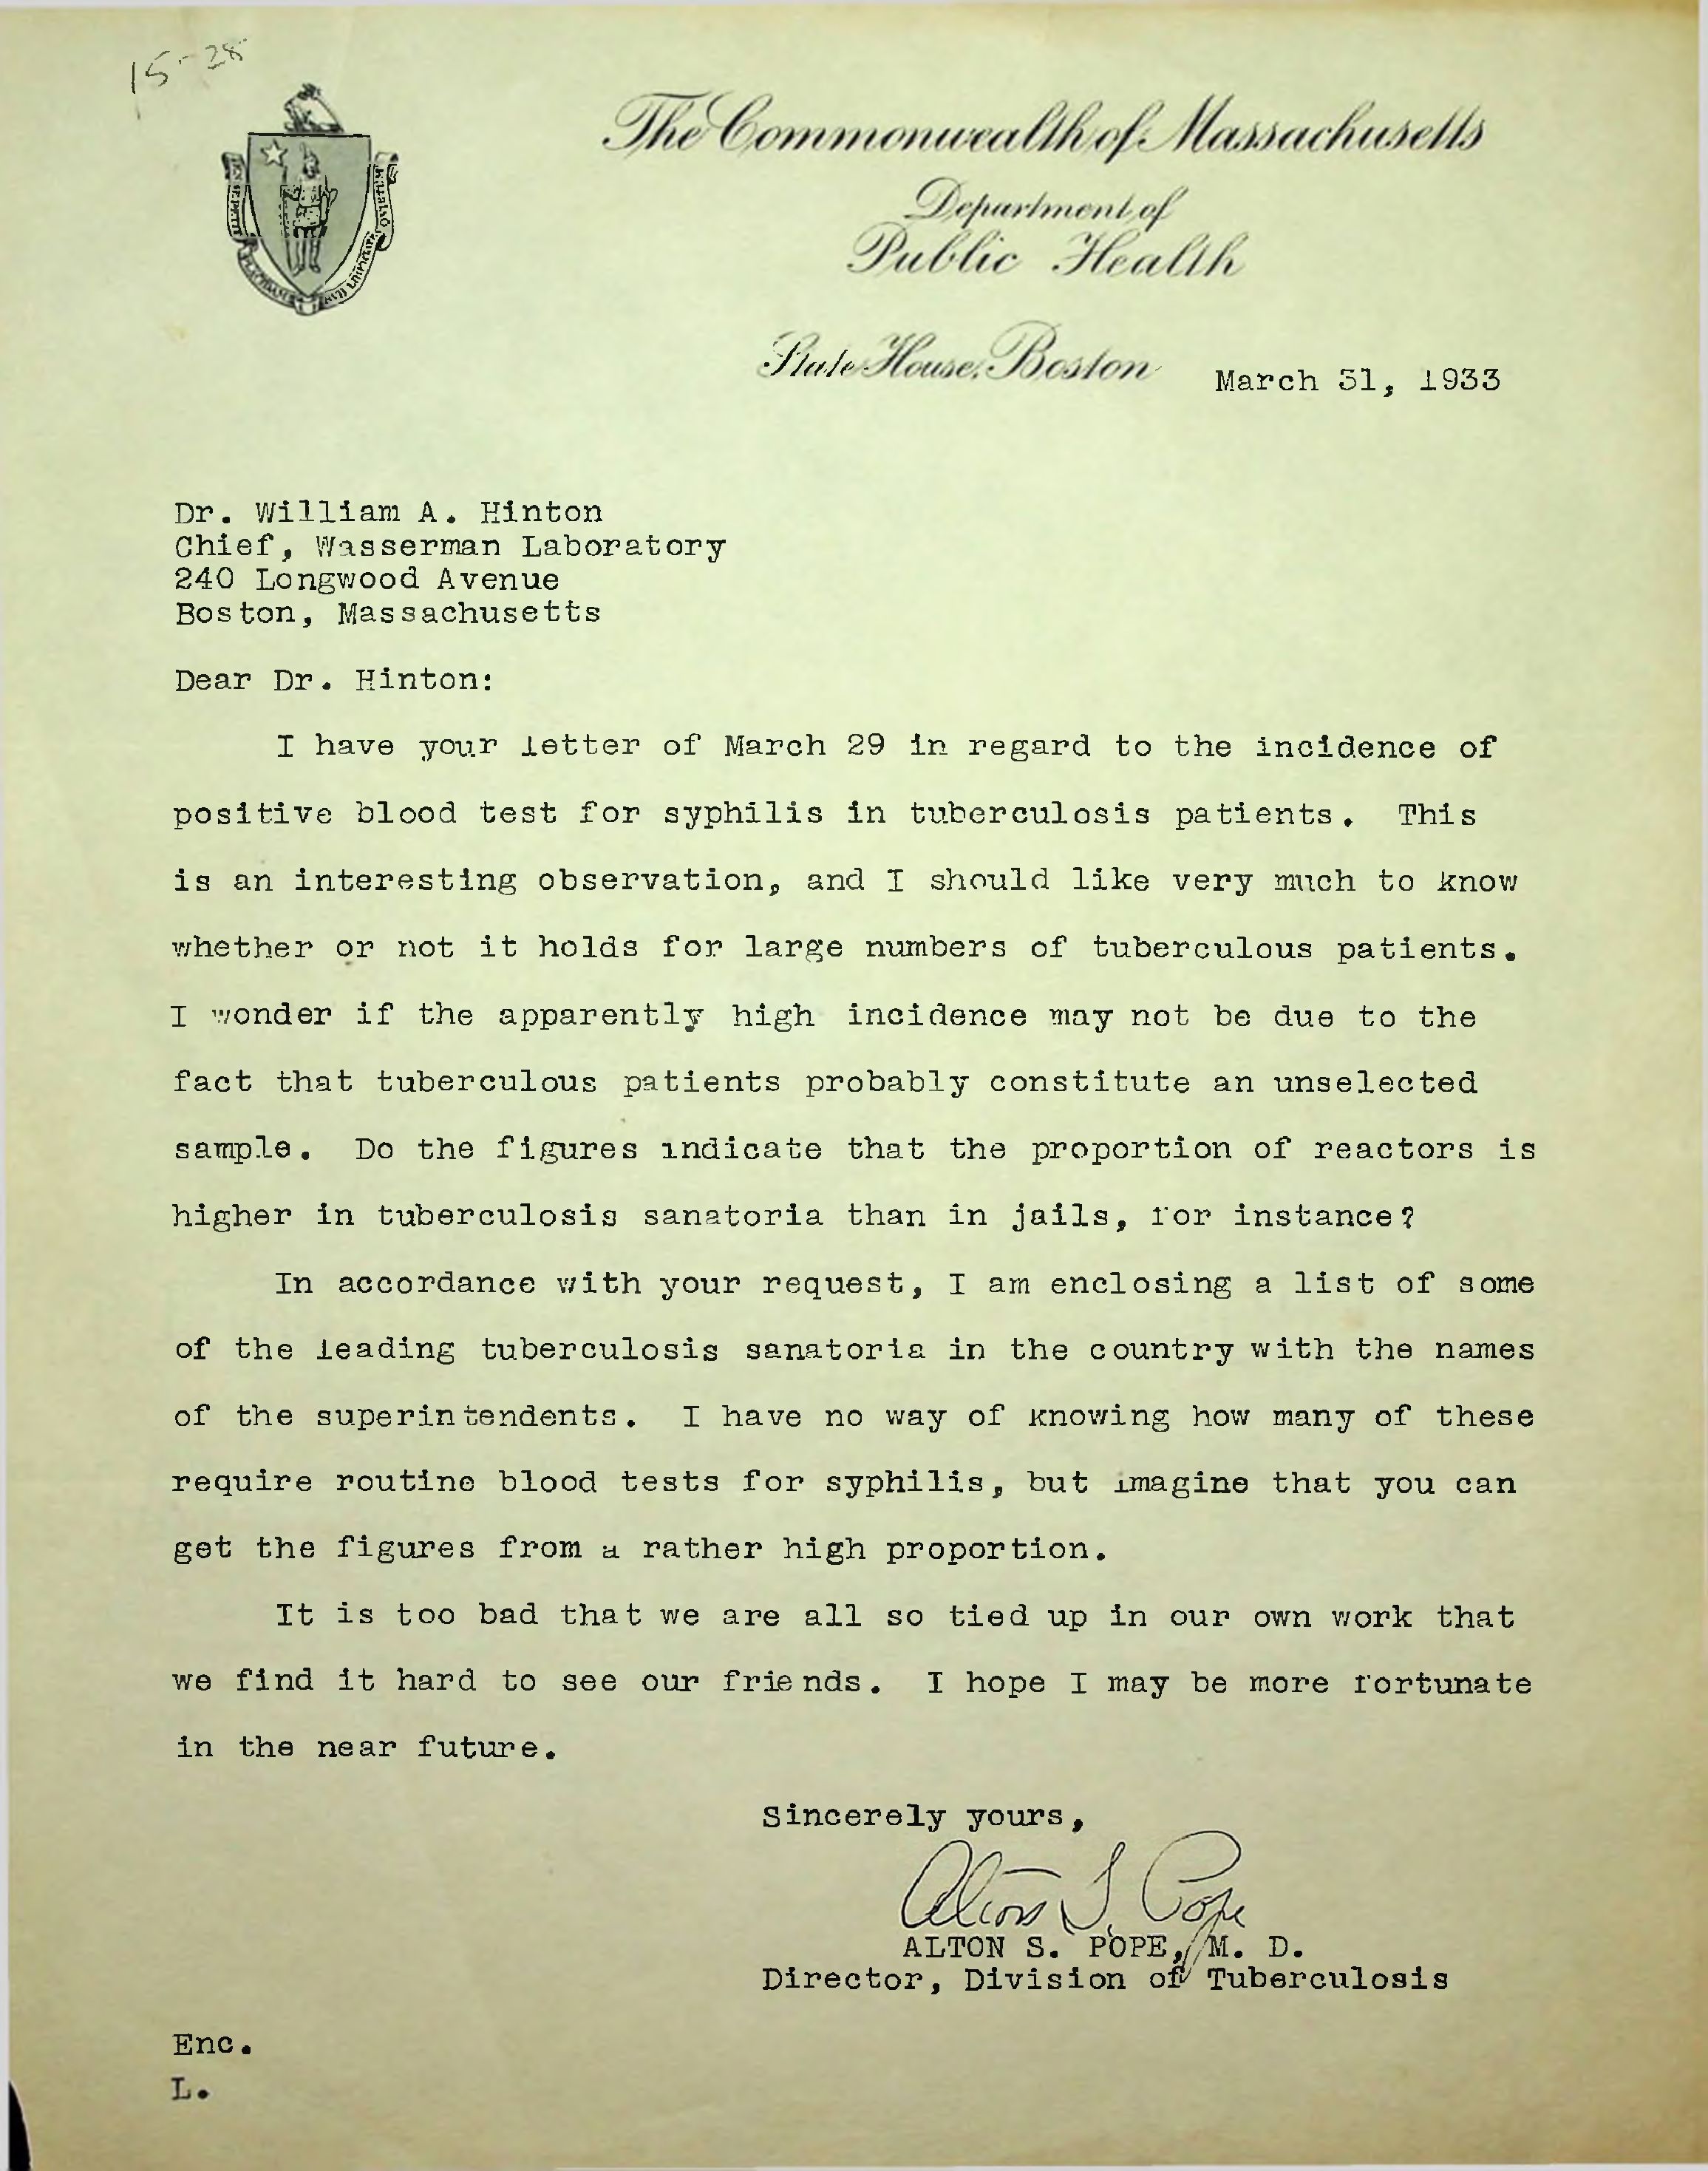 15-28
The Commonwealth of Massachusetts
Department of
Public Health
State House, Boston
March 31, 1933
Dr. William A. Hinton
Chief, Wasserman Laboratory
240 Longwood Avenue
Boston, Massachusetts
Dear Dr. Hinton:
I have your letter of March 29 in regard to the incidence of
positive blood test for syphilis in tuberculosis patients. This
is an interesting observation, and I should like very much to know
whether or not it holds for large numbers of tuberculous patients.
I wonder if the apparently high incidence may not be due to the
fact that tuberculous patients probably constitute an unselected
sample. Do the figures indicate that the proportion of reactors is
higher in tuberculosis sanatoria than in jails, for instance?
In accordance with your request, I am enclosing a list of some
of the leading tuberculosis sanatoria in the country with the names
of the superintendents. I have no way of knowing how many of these
require routine blood tests for syphilis, but imagine that you can
get the figures from a rather high proportion.
It is too bad that we are all so tied up in our own work that
we find it hard to see our friends. I hope I may be more fortunate
in the near future.
Sincerely yours,
Alton S. Pope
ALTON S. POPE, M. D.
Director, Division of Tuberculosis
Enc.
L.